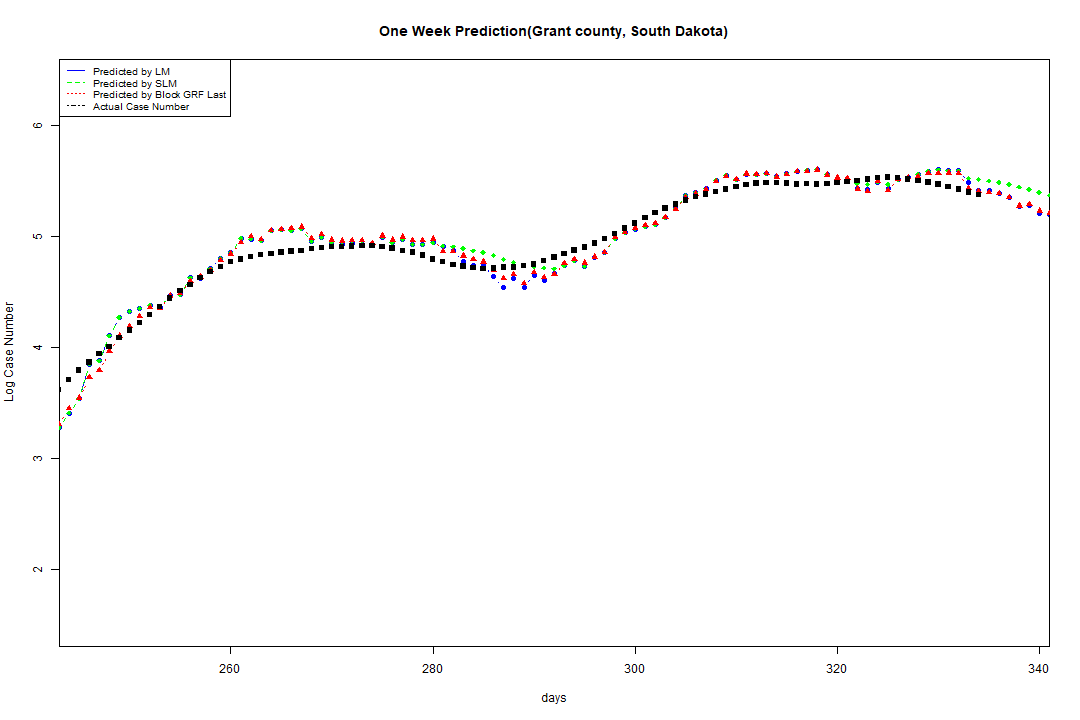 One Week Prediction(Grant county, South Dakota)
Predicted by LM
Predicted by SLM
Predicted by Block GRF Last
Actual Case Number
Log Case Number
6
5
4
3
2
260 280 300 320 340
days